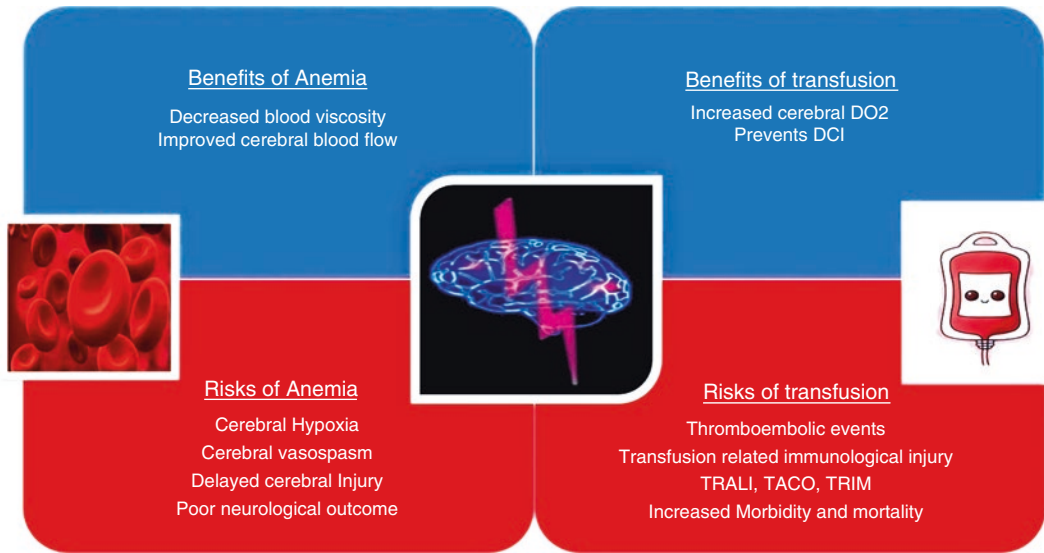 Benefits of Anemia
Decreased blood viscosity
Improved cerebral blood flow
Benefits of transfusion
Increased cerebral DO2
Prevents DCI
Risks of Anemia
Cerebral Hypoxia
Cerebral vasospasm
Delayed cerebral Injury
Poor neurological outcome
Risks of transfusion
Thromboembolic events
Transfusion related immunological injury
TRALI, TACO, TRIM
Increased Morbidity and mortality